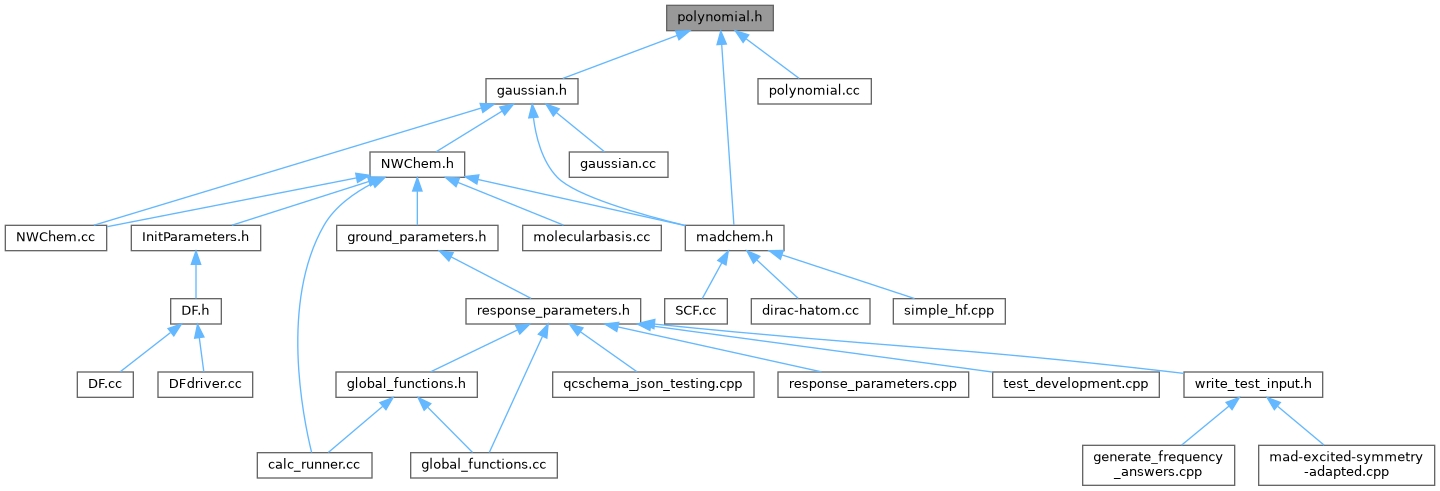 polynomial.h
gaussian.h
polynomial.cc
NWChem.h
gaussian.cc
NWChem.cc
InitParameters.h
ground_parameters.h
molecularbasis.cc
madchem.h
DF.h
response_parameters.h
SCF.cc
dirac-hatom.cc
simple_hf.cpp
DF.cc
DFdriver.cc
global_functions.h
qcschema_json_testing.cpp
response_parameters.cpp
test_development.cpp
write_test_input.h
calc_runner.cc
global_functions.cc
generate_frequency
_answers.cpp
mad-excited-symmetry
-adapted.cpp